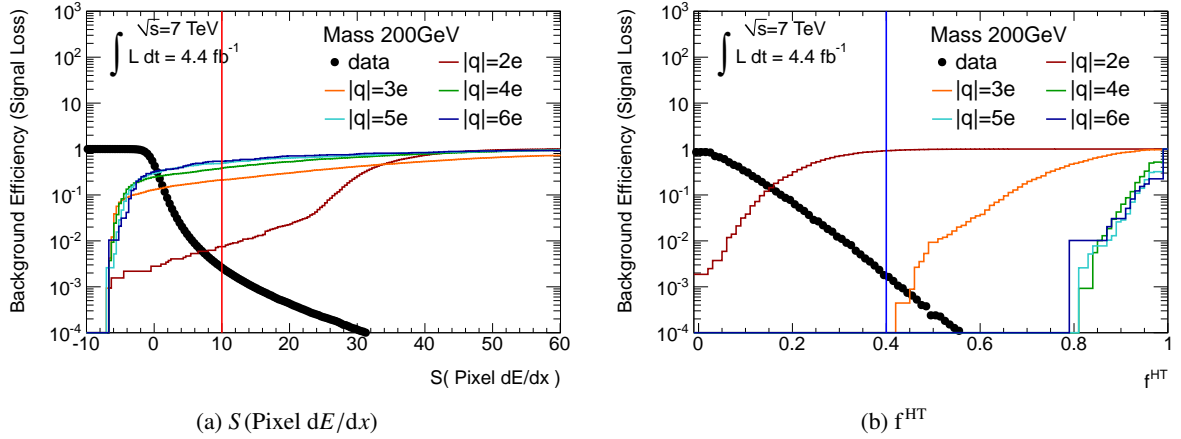 Background Efficiency (Signal Loss)
10³
10²
10
1
10⁻¹
10⁻²
10⁻³
10⁻⁴
∫ √s=7 TeV
L dt = 4.4 fb⁻¹
Mass 200GeV
data
|q|=2e
|q|=3e
|q|=4e
|q|=5e
|q|=6e
-10 0 10 20 30 40 50 60
S( Pixel dE/dx )
(a) S(Pixel dE/dx)
Background Efficiency (Signal Loss)
10³
10²
10
1
10⁻¹
10⁻²
10⁻³
10⁻⁴
∫ √s=7 TeV
L dt = 4.4 fb⁻¹
Mass 200GeV
data
|q|=2e
|q|=3e
|q|=4e
|q|=5e
|q|=6e
0 0.2 0.4 0.6 0.8 1
f^HT
(b) f^HT